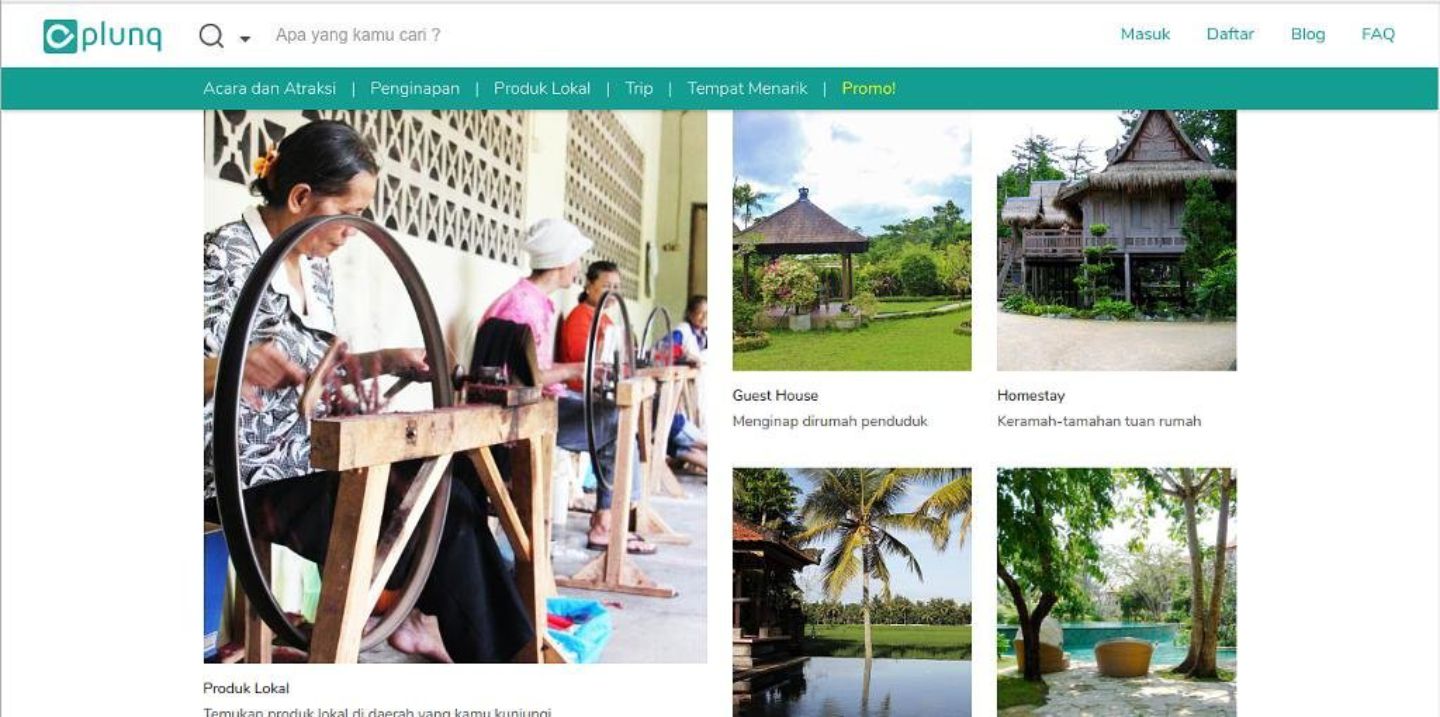 plunq
Apa yang kamu cari ?
Masuk Daftar Blog FAQ
Acara dan Atraksi | Penginapan | Produk Lokal | Trip | Tempat Menarik | Promo!
Guest House
Menginap dirumah penduduk
Homestay
Keramah-tamahan tuan rumah
Produk Lokal
Temukan produk lokal di daerah yang kamu kunjungi